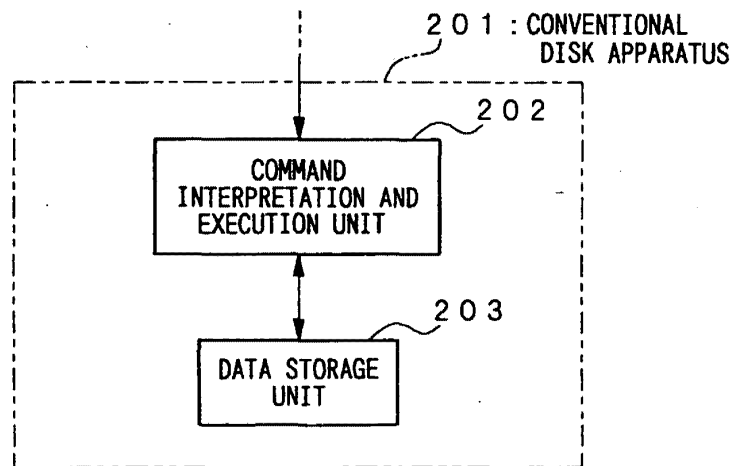 201 : CONVENTIONAL
DISK APPARATUS
202
COMMAND
INTERPRETATION AND
EXECUTION UNIT
203
DATA STORAGE
UNIT